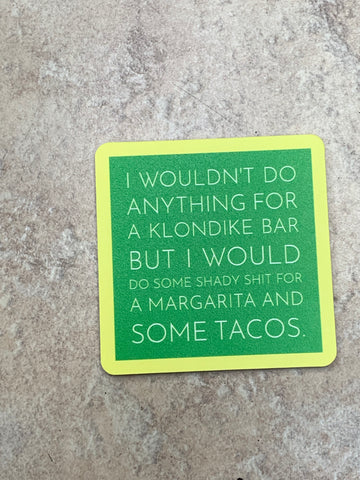 I WOULDN'T DO
ANYTHING FOR
A KLONDIKE BAR
BUT I WOULD
DO SOME SHADY SHIT FOR
A MARGARITA AND
SOME TACOS.